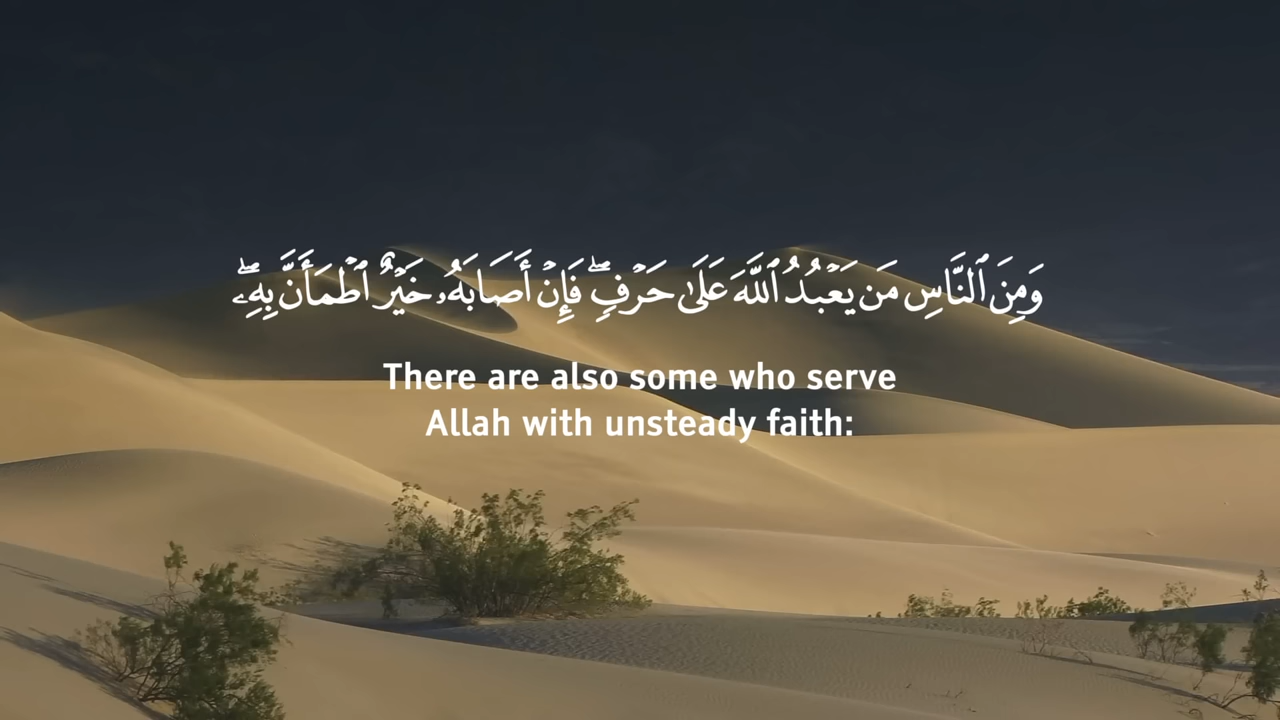 وَمِنَ ٱلنَّاسِ مَن يَعۡبُدُ ٱللَّهَ عَلَىٰ حَرۡفٖۖ فَإِنۡ أَصَابَهُۥ خَيۡرٌ ٱطۡمَأَنَّ بِهِۦۖ
There are also some who serve
Allah with unsteady faith: